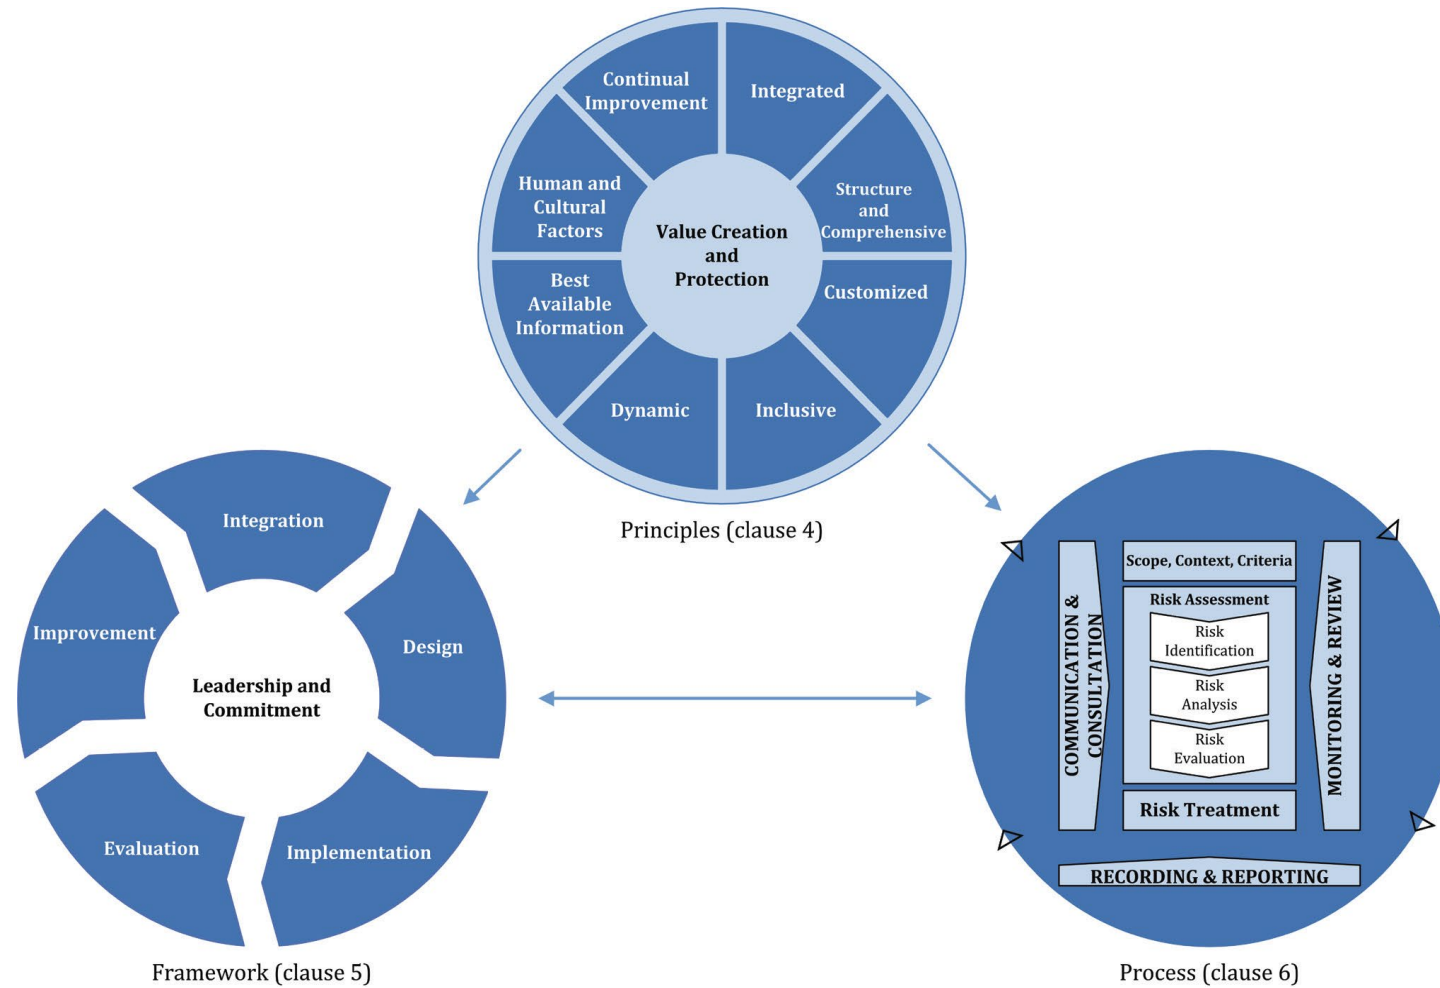 Continual
Improvement
Integrated
Human and
Cultural
Factors
Structure
and
Comprehensive
Value Creation
and
Protection
Best
Available
Information
Customized
Dynamic
Inclusive
Principles (clause 4)
Integration
Improvement
Design
Leadership and
Commitment
Evaluation
Implementation
Framework (clause 5)
COMMUNICATION &
CONSULTATION
Scope, Context, Criteria
Risk Assessment
Risk
Identification
Risk
Analysis
Risk
Evaluation
Risk Treatment
MONITORING & REVIEW
RECORDING & REPORTING
Process (clause 6)